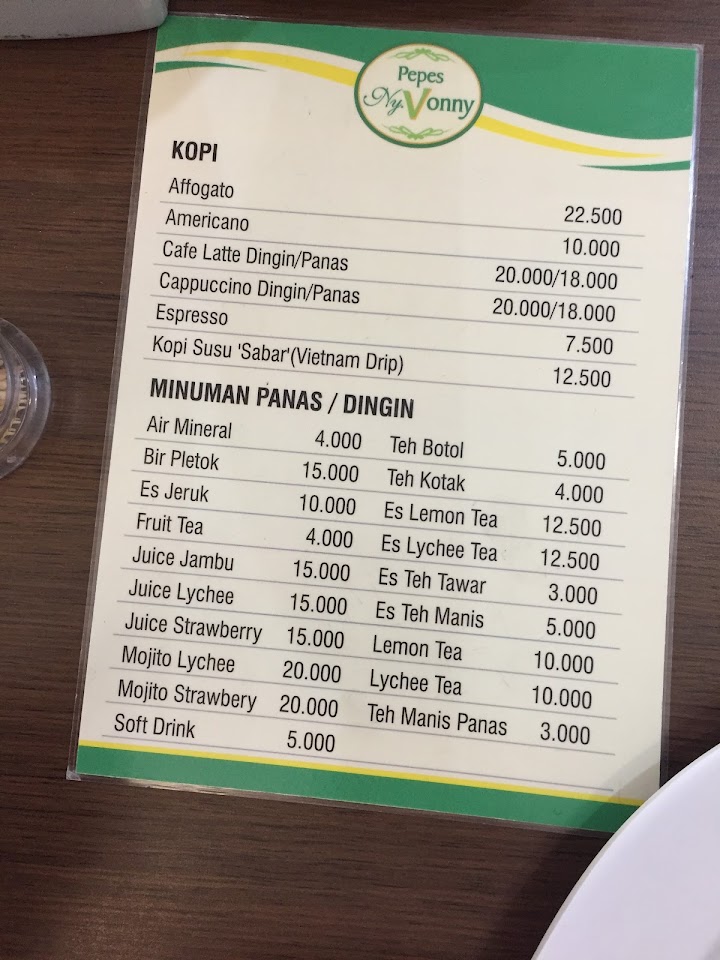 Pepes
Ny. Vonny
KOPI
Affogato 22.500
Americano 10.000
Cafe Latte Dingin/Panas 20.000/18.000
Cappuccino Dingin/Panas 20.000/18.000
Espresso 7.500
Kopi Susu 'Sabar'(Vietnam Drip) 12.500
MINUMAN PANAS / DINGIN
Air Mineral 4.000 Teh Botol 5.000
Bir Pletok 15.000 Teh Kotak 4.000
Es Jeruk 10.000 Es Lemon Tea 12.500
Fruit Tea 4.000 Es Lychee Tea 12.500
Juice Jambu 15.000 Es Teh Tawar 3.000
Juice Lychee 15.000 Es Teh Manis 5.000
Juice Strawberry 15.000 Lemon Tea 10.000
Mojito Lychee 20.000 Lychee Tea 10.000
Mojito Strawbery 20.000 Teh Manis Panas 3.000
Soft Drink 5.000